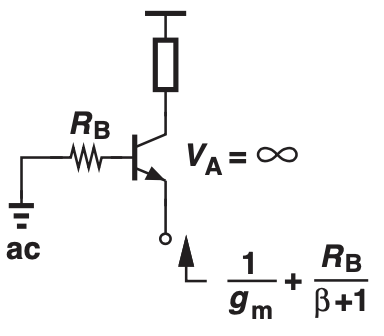 R_B
V_A = ∞
ac
1/g_m + R_B/β+1